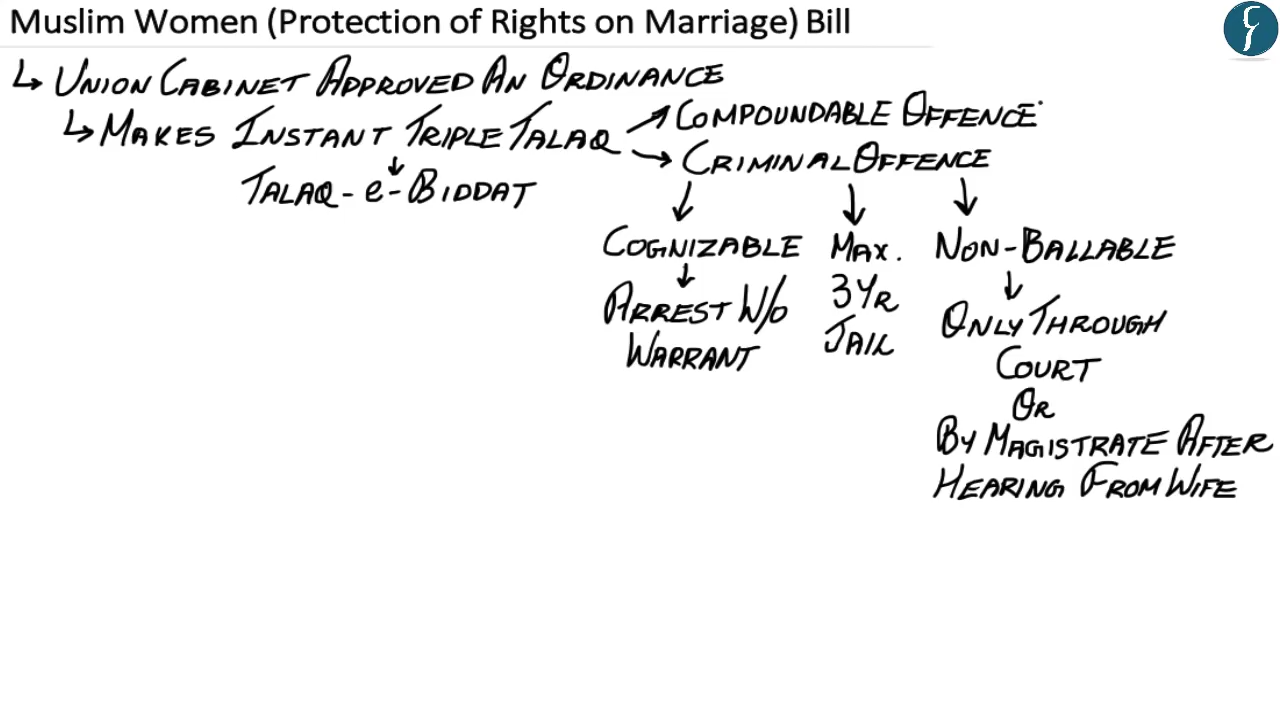 Muslim Women (Protection of Rights on Marriage) Bill
↳ UNION CABINET APPROVED AN ORDINANCE
↳ MAKES INSTANT TRIPLE TALAQ ↗ COMPOUNDABLE OFFENCE
→ CRIMINAL OFFENCE
↓
TALAQ-e-BIDDAT
↓ ↓ ↓
COGNIZABLE MAX. NON-BAILABLE
↓ 3 YR ↓
ARREST W/O JAIL ONLY THROUGH
WARRANT COURT
OR
BY MAGISTRATE AFTER
HEARING FROM WIFE